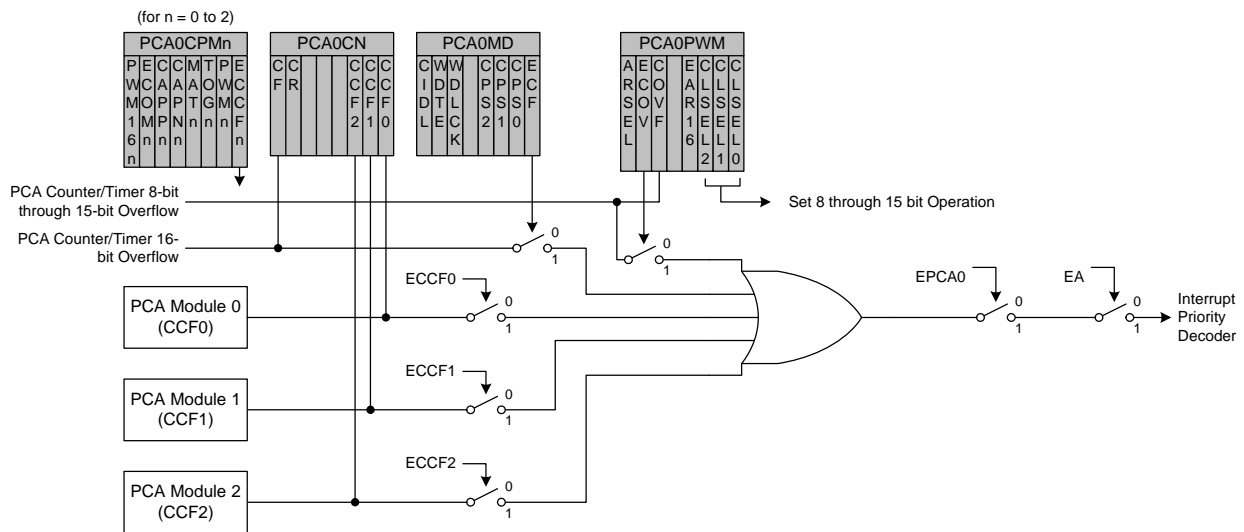 (for n = 0 to 2)
PCA0CPMn
PWM16n
ECOMn
CAPPn
CAPNn
MATn
TOGn
PWMn
ECCFn
PCA0CN
CF
CR
CCF2
CCF1
CCF0
PCA0MD
CIDL
WDTE
WDLCK
CPS2
CPS1
CPS0
ECF
PCA0PWM
ARSEL
ECOV
COVF
EAR16
CLSEL2
CLSEL1
CLSEL0
PCA Counter/Timer 8-bit
through 15-bit Overflow
Set 8 through 15 bit Operation
PCA Counter/Timer 16-
bit Overflow
0
1
0
1
PCA Module 0
(CCF0)
ECCF0
0
1
EPCA0
0
1
EA
0
1
Interrupt
Priority
Decoder
PCA Module 1
(CCF1)
ECCF1
0
1
PCA Module 2
(CCF2)
ECCF2
0
1